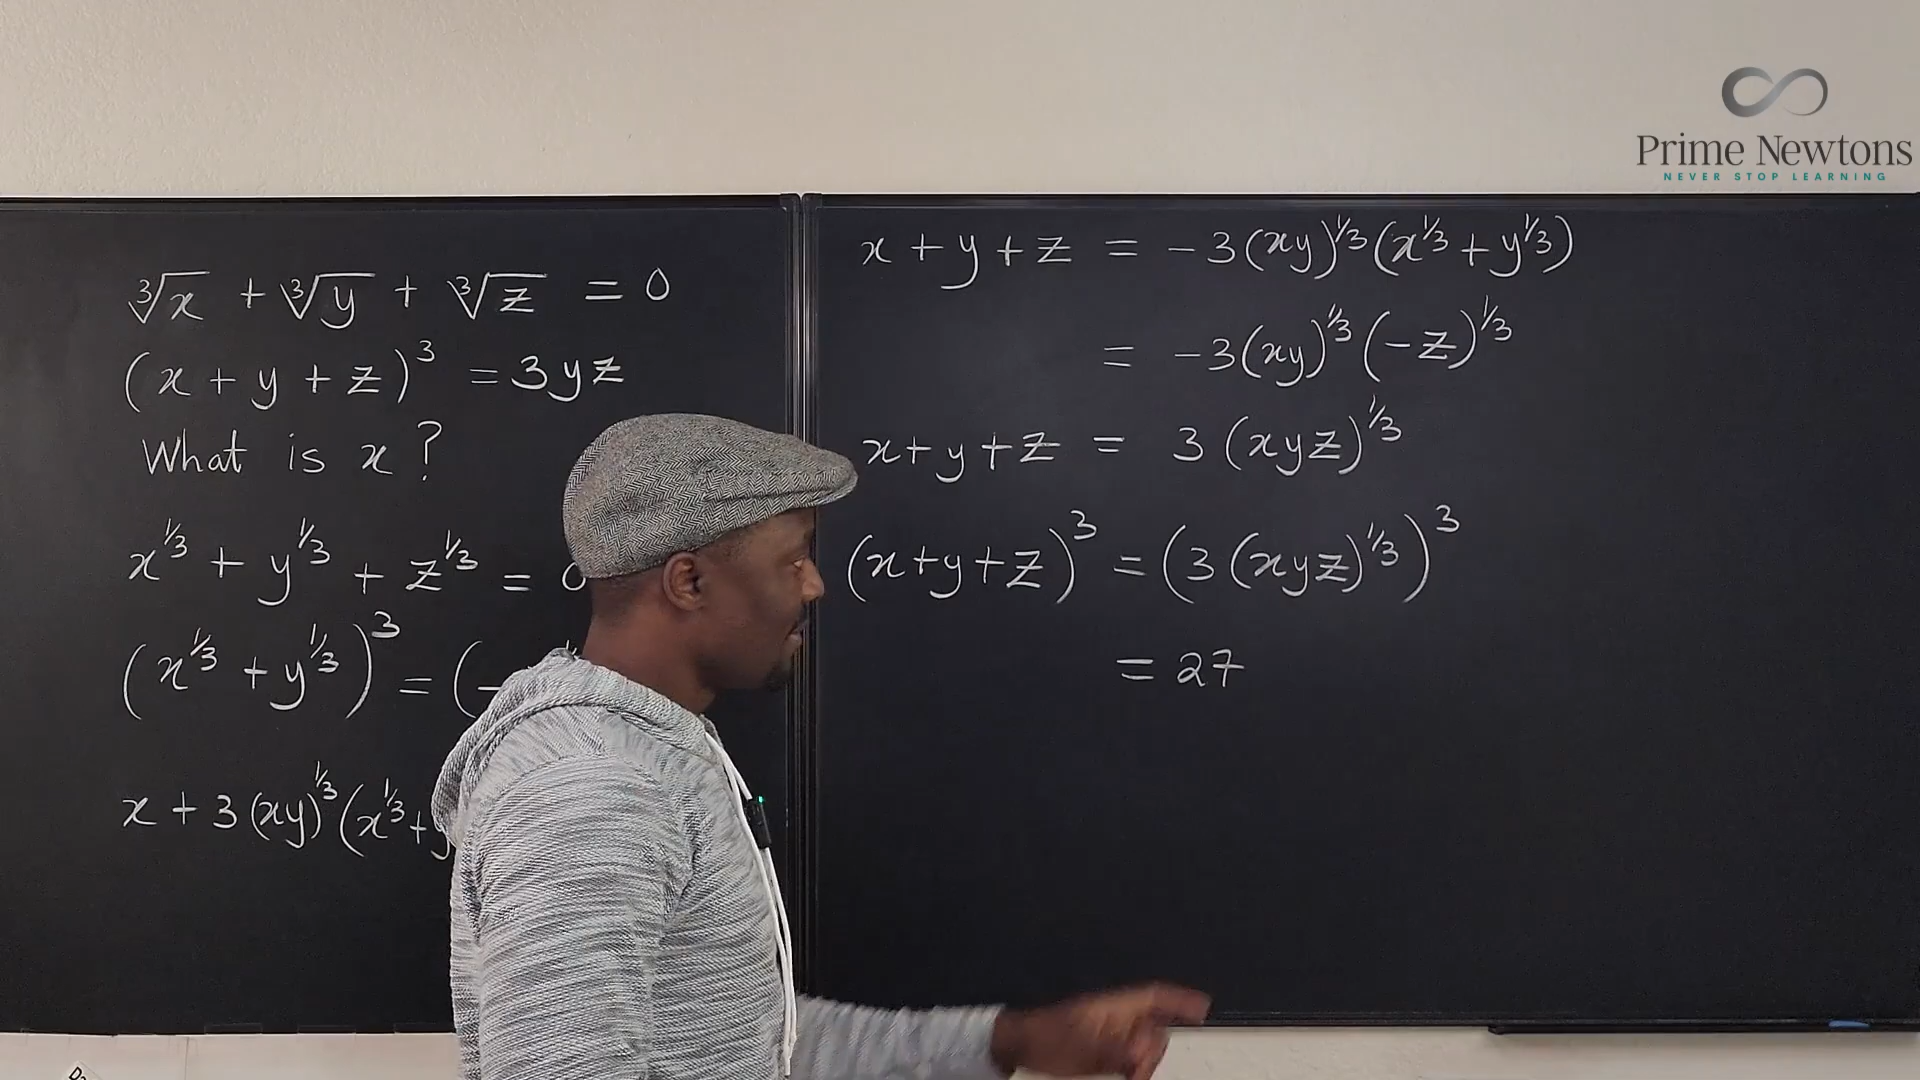 Prime Newtons
NEVER STOP LEARNING
∛x + ∛y + ∛z = 0
(x + y + z)³ = 3yz
What is x?
x^⅓ + y^⅓ + z^⅓ =
(x^⅓ + y^⅓)³ = (-
x + 3(xy)^⅓(x^⅓+
x + y + z = -3(xy)^⅓(x^⅓ + y^⅓)
= -3(xy)^⅓(-z)^⅓
x+y+z = 3(xyz)^⅓
(x+y+z)³ = (3(xyz)^⅓)³
= 27